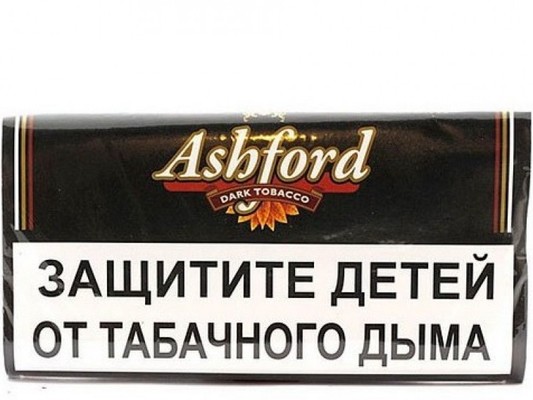 Ashford
DARK TOBACCO
ЗАЩИТИТЕ ДЕТЕЙ
ОТ ТАБАЧНОГО ДЫМА